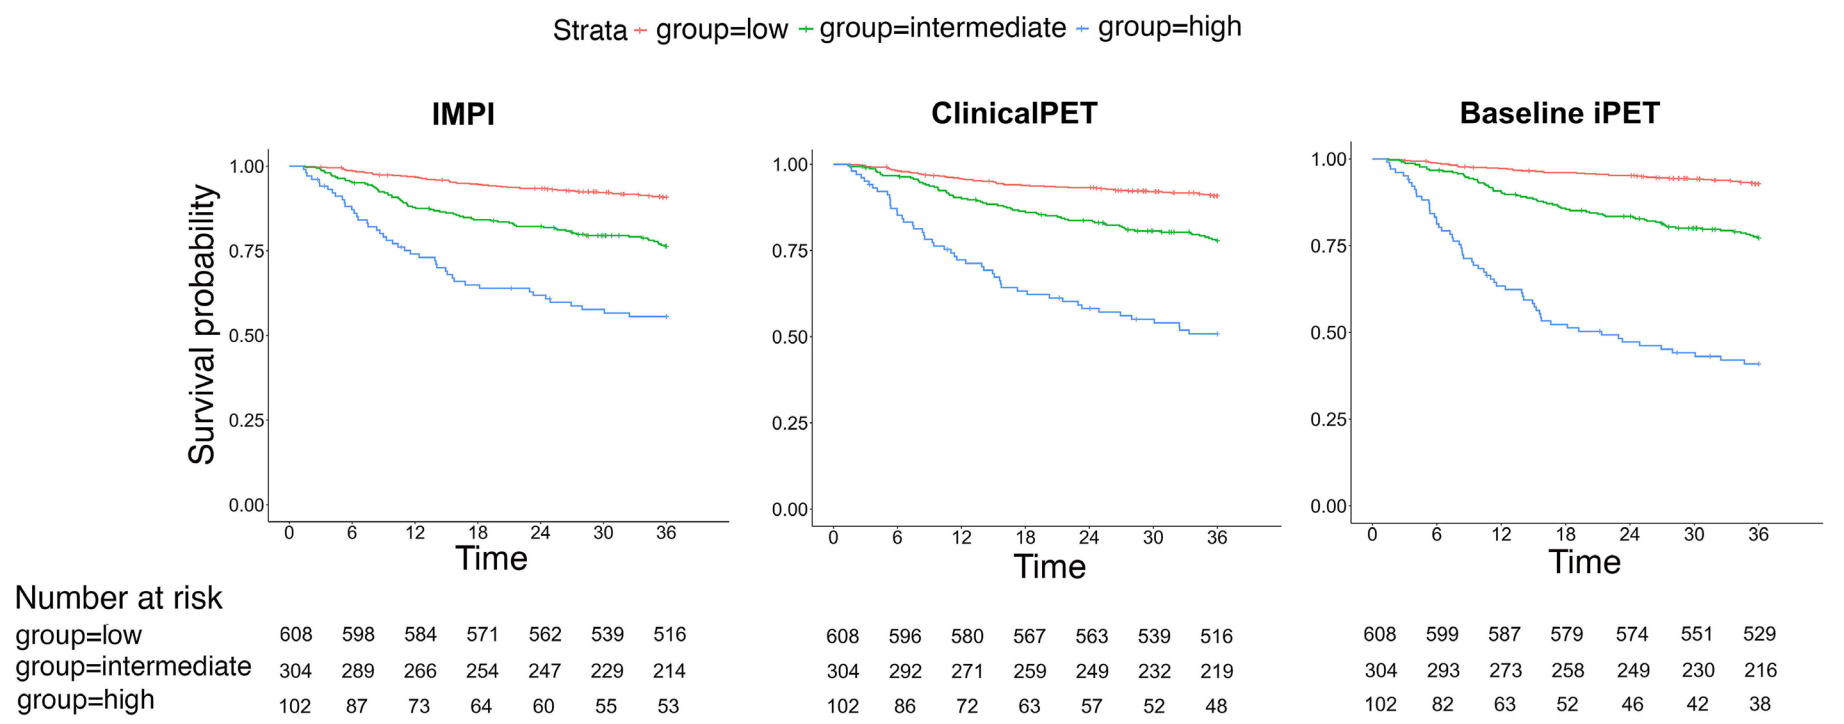 Strata group=low group=intermediate group=high
IMPI
ClinicalPET
Baseline iPET
Survival probability
1.00
0.75
0.50
0.25
0.00
0 6 12 18 24 30 36
Time
1.00
0.75
0.50
0.25
0.00
0 6 12 18 24 30 36
Time
1.00
0.75
0.50
0.25
0.00
0 6 12 18 24 30 36
Time
Number at risk
group=low 608 598 584 571 562 539 516 608 596 580 567 563 539 516 608 599 587 579 574 551 529
group=intermediate 304 289 266 254 247 229 214 304 292 271 259 249 232 219 304 293 273 258 249 230 216
group=high 102 87 73 64 60 55 53 102 86 72 63 57 52 48 102 82 63 52 46 42 38